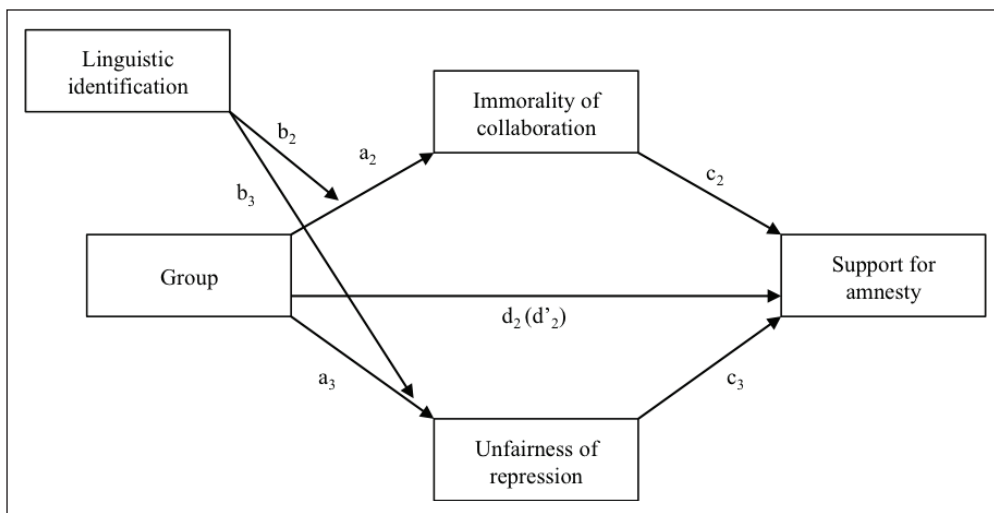 Linguistic
identification
Immorality of
collaboration
b₂
a₂
c₂
b₃
Group
Support for
amnesty
d₂ (d’₂)
a₃
c₃
Unfairness of
repression